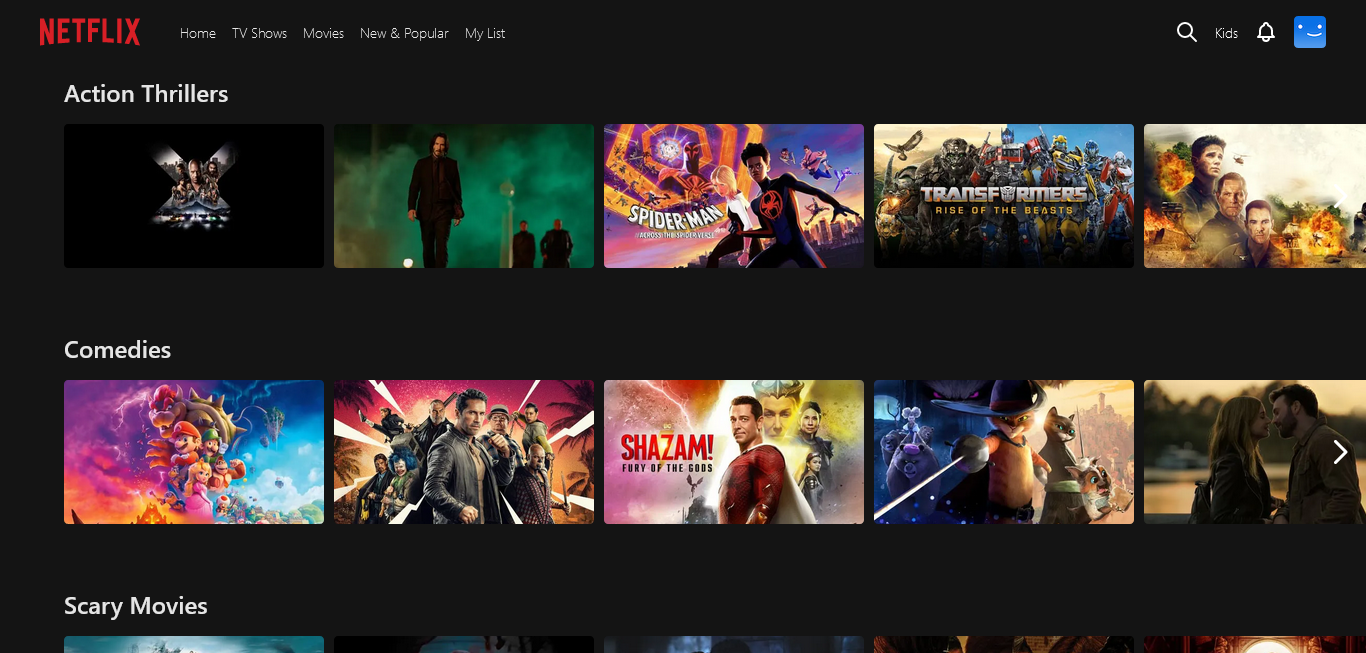 NETFLIX
Home
TV Shows
Movies
New & Popular
My List
Kids
Action Thrillers
SPIDER-MAN
ACROSS THE SPIDER-VERSE
TRANSFORMERS
RISE OF THE BEASTS
Comedies
SHAZAM!
FURY OF THE GODS
Scary Movies